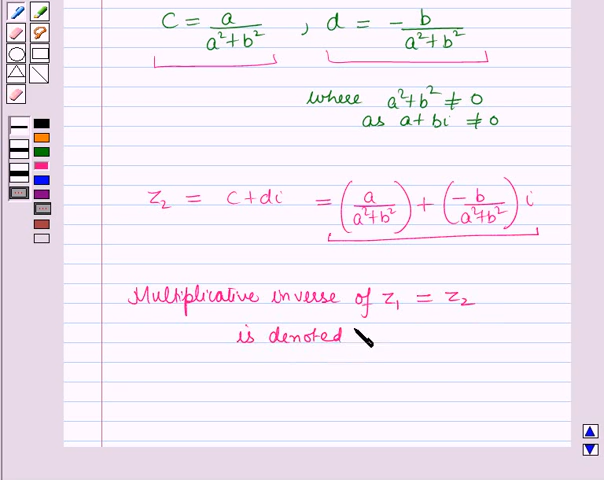 c = a/(a²+b²) , d = - b/(a²+b²)
where a²+b² ≠ 0
as a+bi ≠ 0
z₂ = c+di = (a/(a²+b²)) + (-b/(a²+b²)) i
Multiplicative inverse of z₁ = z₂
is denoted